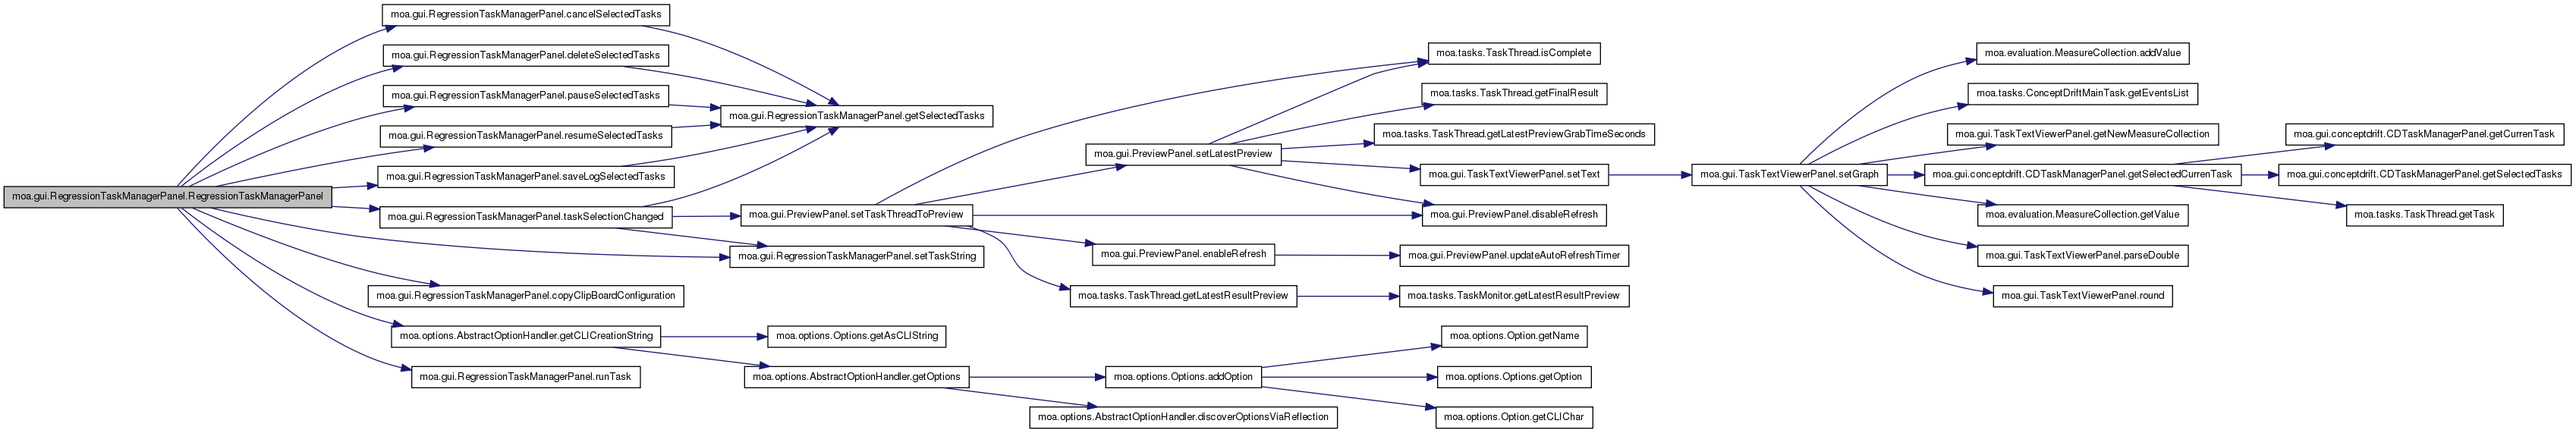 moa.gui.RegressionTaskManagerPanel.RegressionTaskManagerPanel
moa.gui.RegressionTaskManagerPanel.cancelSelectedTasks
moa.gui.RegressionTaskManagerPanel.deleteSelectedTasks
moa.gui.RegressionTaskManagerPanel.pauseSelectedTasks
moa.gui.RegressionTaskManagerPanel.resumeSelectedTasks
moa.gui.RegressionTaskManagerPanel.saveLogSelectedTasks
moa.gui.RegressionTaskManagerPanel.taskSelectionChanged
moa.gui.RegressionTaskManagerPanel.copyClipBoardConfiguration
moa.options.AbstractOptionHandler.getCLICreationString
moa.gui.RegressionTaskManagerPanel.runTask
moa.gui.RegressionTaskManagerPanel.getSelectedTasks
moa.gui.PreviewPanel.setTaskThreadToPreview
moa.gui.RegressionTaskManagerPanel.setTaskString
moa.options.Options.getAsCLIString
moa.options.AbstractOptionHandler.getOptions
moa.gui.PreviewPanel.setLatestPreview
moa.gui.PreviewPanel.enableRefresh
moa.tasks.TaskThread.getLatestResultPreview
moa.options.Options.addOption
moa.options.AbstractOptionHandler.discoverOptionsViaReflection
moa.tasks.TaskThread.isComplete
moa.tasks.TaskThread.getFinalResult
moa.tasks.TaskThread.getLatestPreviewGrabTimeSeconds
moa.gui.TaskTextViewerPanel.setText
moa.gui.PreviewPanel.disableRefresh
moa.gui.PreviewPanel.updateAutoRefreshTimer
moa.tasks.TaskMonitor.getLatestResultPreview
moa.options.Option.getName
moa.options.Options.getOption
moa.options.Option.getCLIChar
moa.gui.TaskTextViewerPanel.setGraph
moa.evaluation.MeasureCollection.addValue
moa.tasks.ConceptDriftMainTask.getEventsList
moa.gui.TaskTextViewerPanel.getNewMeasureCollection
moa.gui.conceptdrift.CDTaskManagerPanel.getSelectedCurrenTask
moa.evaluation.MeasureCollection.getValue
moa.gui.TaskTextViewerPanel.parseDouble
moa.gui.TaskTextViewerPanel.round
moa.gui.conceptdrift.CDTaskManagerPanel.getCurrenTask
moa.gui.conceptdrift.CDTaskManagerPanel.getSelectedTasks
moa.tasks.TaskThread.getTask